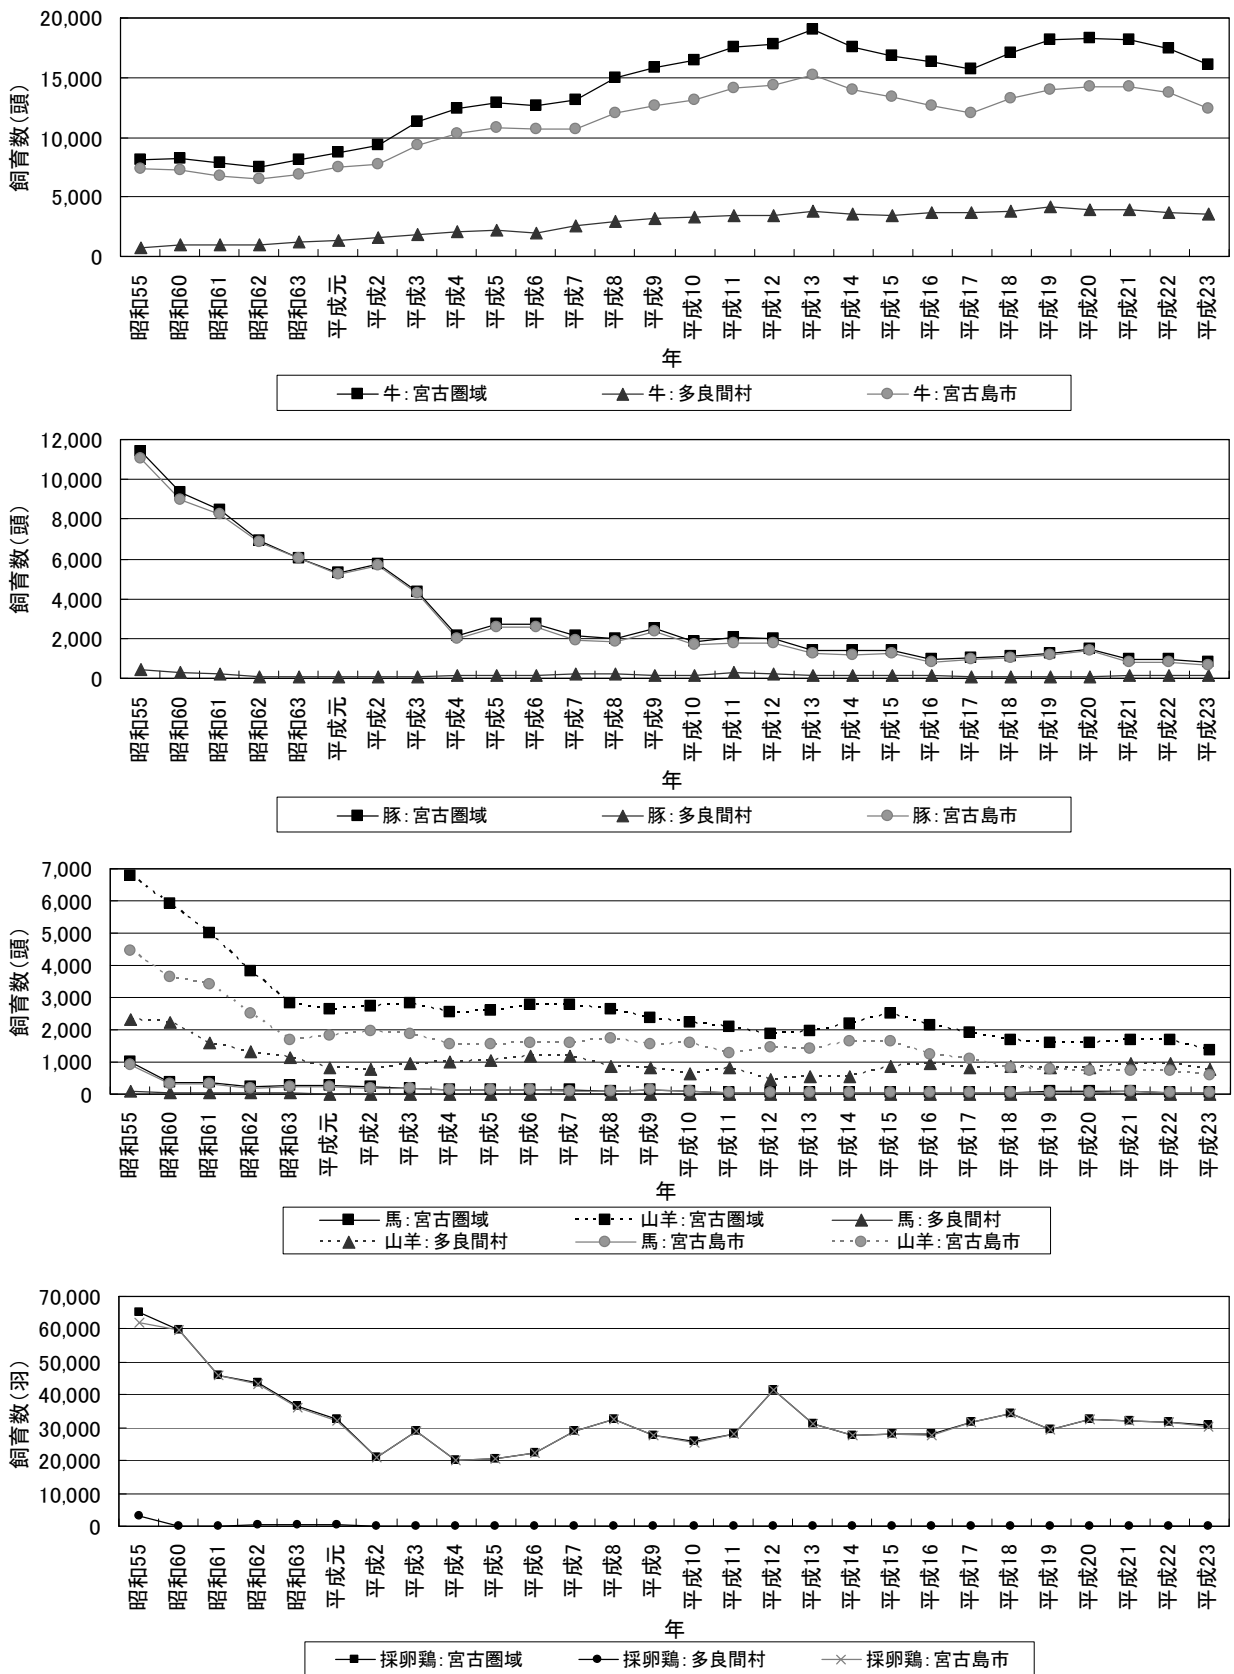 20,000
15,000
10,000
5,000
0
飼育数(頭)
昭和55 昭和60 昭和61 昭和62 昭和63 平成元 平成2 平成3 平成4 平成5 平成6 平成7 平成8 平成9 平成10 平成11 平成12 平成13 平成14 平成15 平成16 平成17 平成18 平成19 平成20 平成21 平成22 平成23
年
牛:宮古圏域 牛:多良間村 牛:宮古島市
12,000
10,000
8,000
6,000
4,000
2,000
0
飼育数(頭)
昭和55 昭和60 昭和61 昭和62 昭和63 平成元 平成2 平成3 平成4 平成5 平成6 平成7 平成8 平成9 平成10 平成11 平成12 平成13 平成14 平成15 平成16 平成17 平成18 平成19 平成20 平成21 平成22 平成23
年
豚:宮古圏域 豚:多良間村 豚:宮古島市
7,000
6,000
5,000
4,000
3,000
2,000
1,000
0
飼育数(頭)
昭和55 昭和60 昭和61 昭和62 昭和63 平成元 平成2 平成3 平成4 平成5 平成6 平成7 平成8 平成9 平成10 平成11 平成12 平成13 平成14 平成15 平成16 平成17 平成18 平成19 平成20 平成21 平成22 平成23
年
馬:宮古圏域 山羊:宮古圏域 馬:多良間村
山羊:多良間村 馬:宮古島市 山羊:宮古島市
70,000
60,000
50,000
40,000
30,000
20,000
10,000
0
飼育数(羽)
昭和55 昭和60 昭和61 昭和62 昭和63 平成元 平成2 平成3 平成4 平成5 平成6 平成7 平成8 平成9 平成10 平成11 平成12 平成13 平成14 平成15 平成16 平成17 平成18 平成19 平成20 平成21 平成22 平成23
年
採卵鶏:宮古圏域 採卵鶏:多良間村 採卵鶏:宮古島市